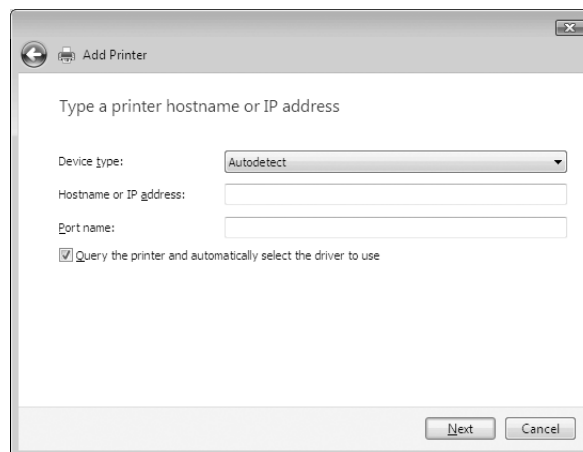 Add Printer
Type a printer hostname or IP address
Device type: Autodetect
Hostname or IP address:
Port name:
Query the printer and automatically select the driver to use
Next Cancel